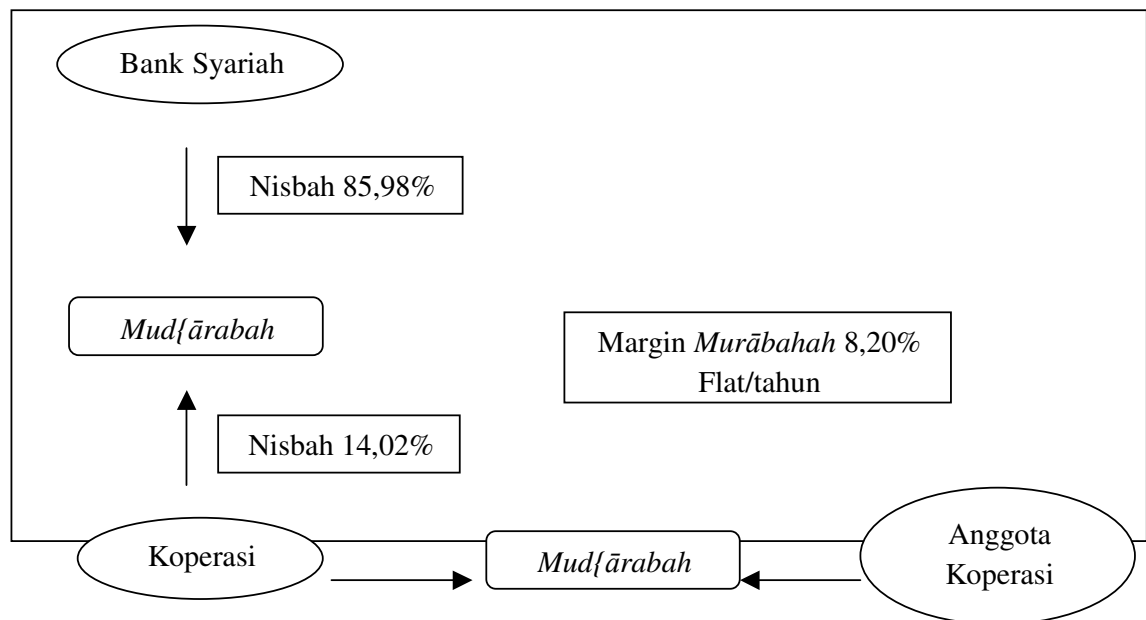 Bank Syariah
Nisbah 85,98%
Mud{ārabah
Margin Murābahah 8,20%
Flat/tahun
Nisbah 14,02%
Koperasi
Mud{ārabah
Anggota
Koperasi